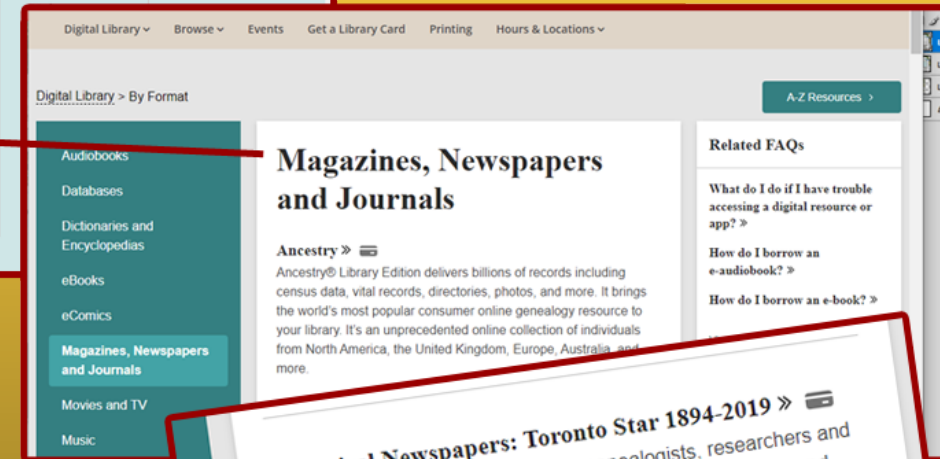 Digital Library Browse Events Get a Library Card Printing Hours & Locations
Digital Library > By Format
A-Z Resources >
Audiobooks
Databases
Dictionaries and
Encyclopedias
eBooks
eComics
Magazines, Newspapers
and Journals
Movies and TV
Music
Magazines, Newspapers
and Journals
Ancestry »
Ancestry® Library Edition delivers billions of records including
census data, vital records, directories, photos, and more. It brings
the world's most popular consumer online genealogy resource to
your library. It's an unprecedented online collection of individuals
from North America, the United Kingdom, Europe, Australia, and
more.
Related FAQs
What do I do if I have trouble
accessing a digital resource or
app? »
How do I borrow an
e-audiobook? »
How do I borrow an e-book? »
Newspapers: Toronto Star 1894-2019 »
researchers and